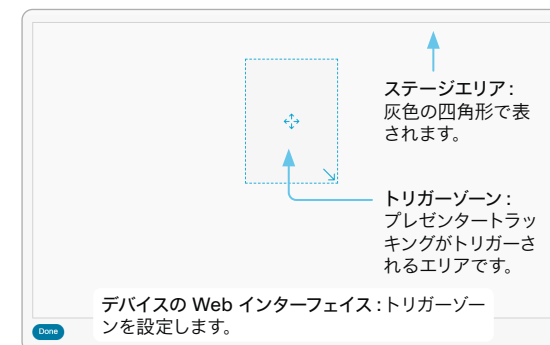 ステージエリア：
灰色の四角形で表
されます。
トリガーゾーン：
プレゼンタートラッ
キングがトリガーさ
れるエリアです。
デバイスの Web インターフェイス：トリガーゾー
ンを設定します。
Done